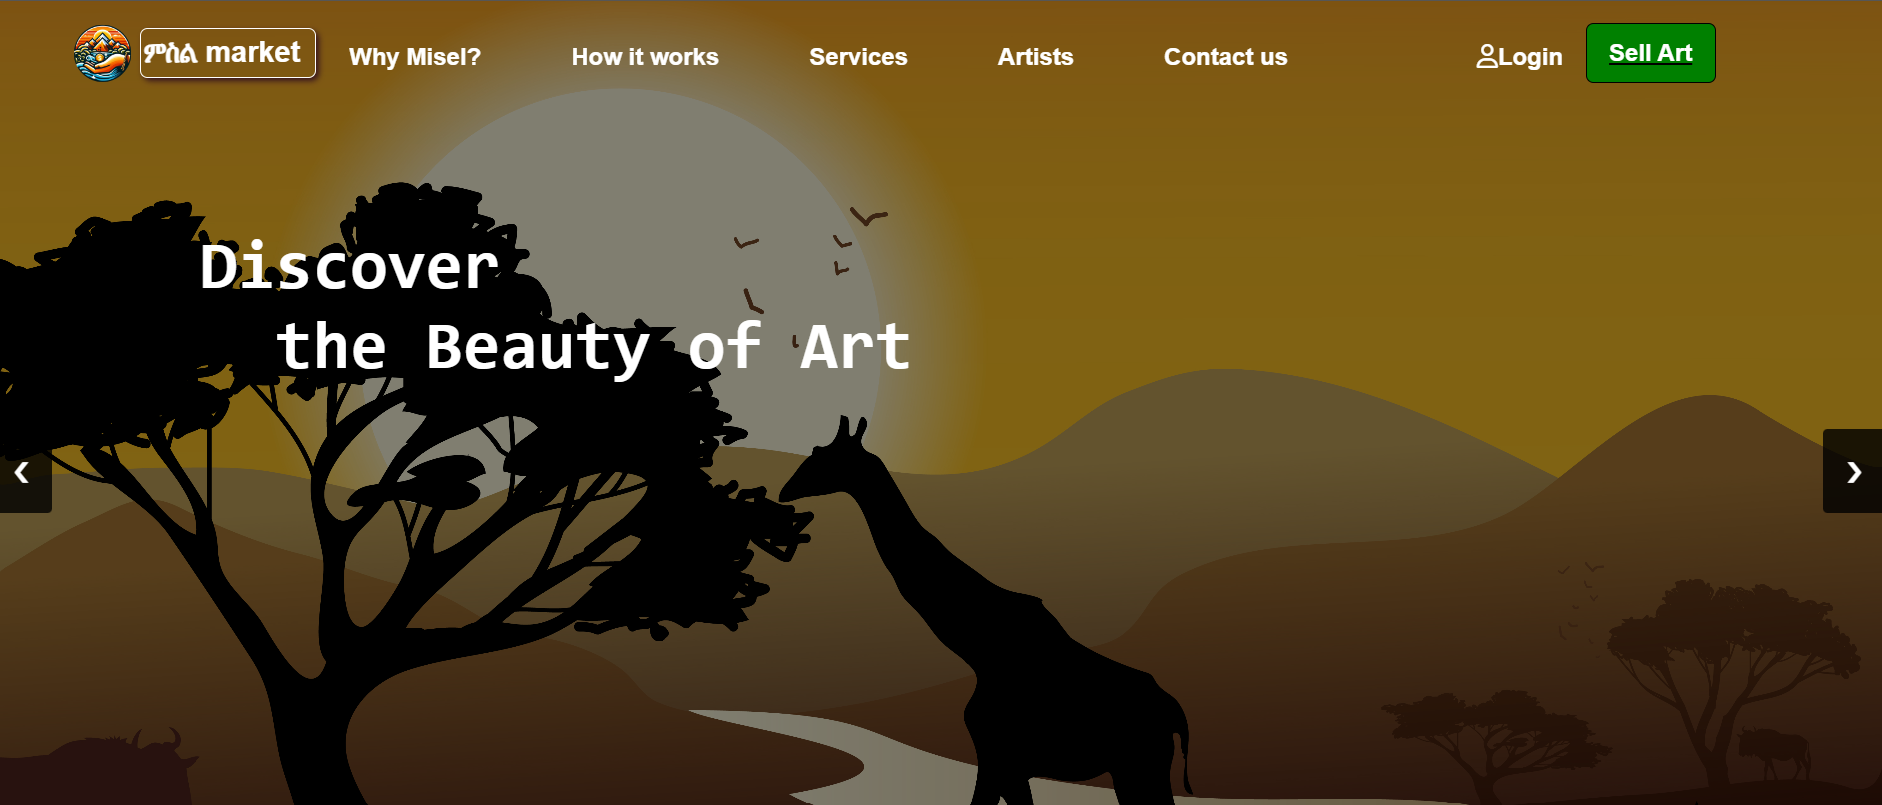 ምስል market
Why Misel?
How it works
Services
Artists
Contact us
Login
Sell Art
Discover
the Beauty of Art
❮
❯